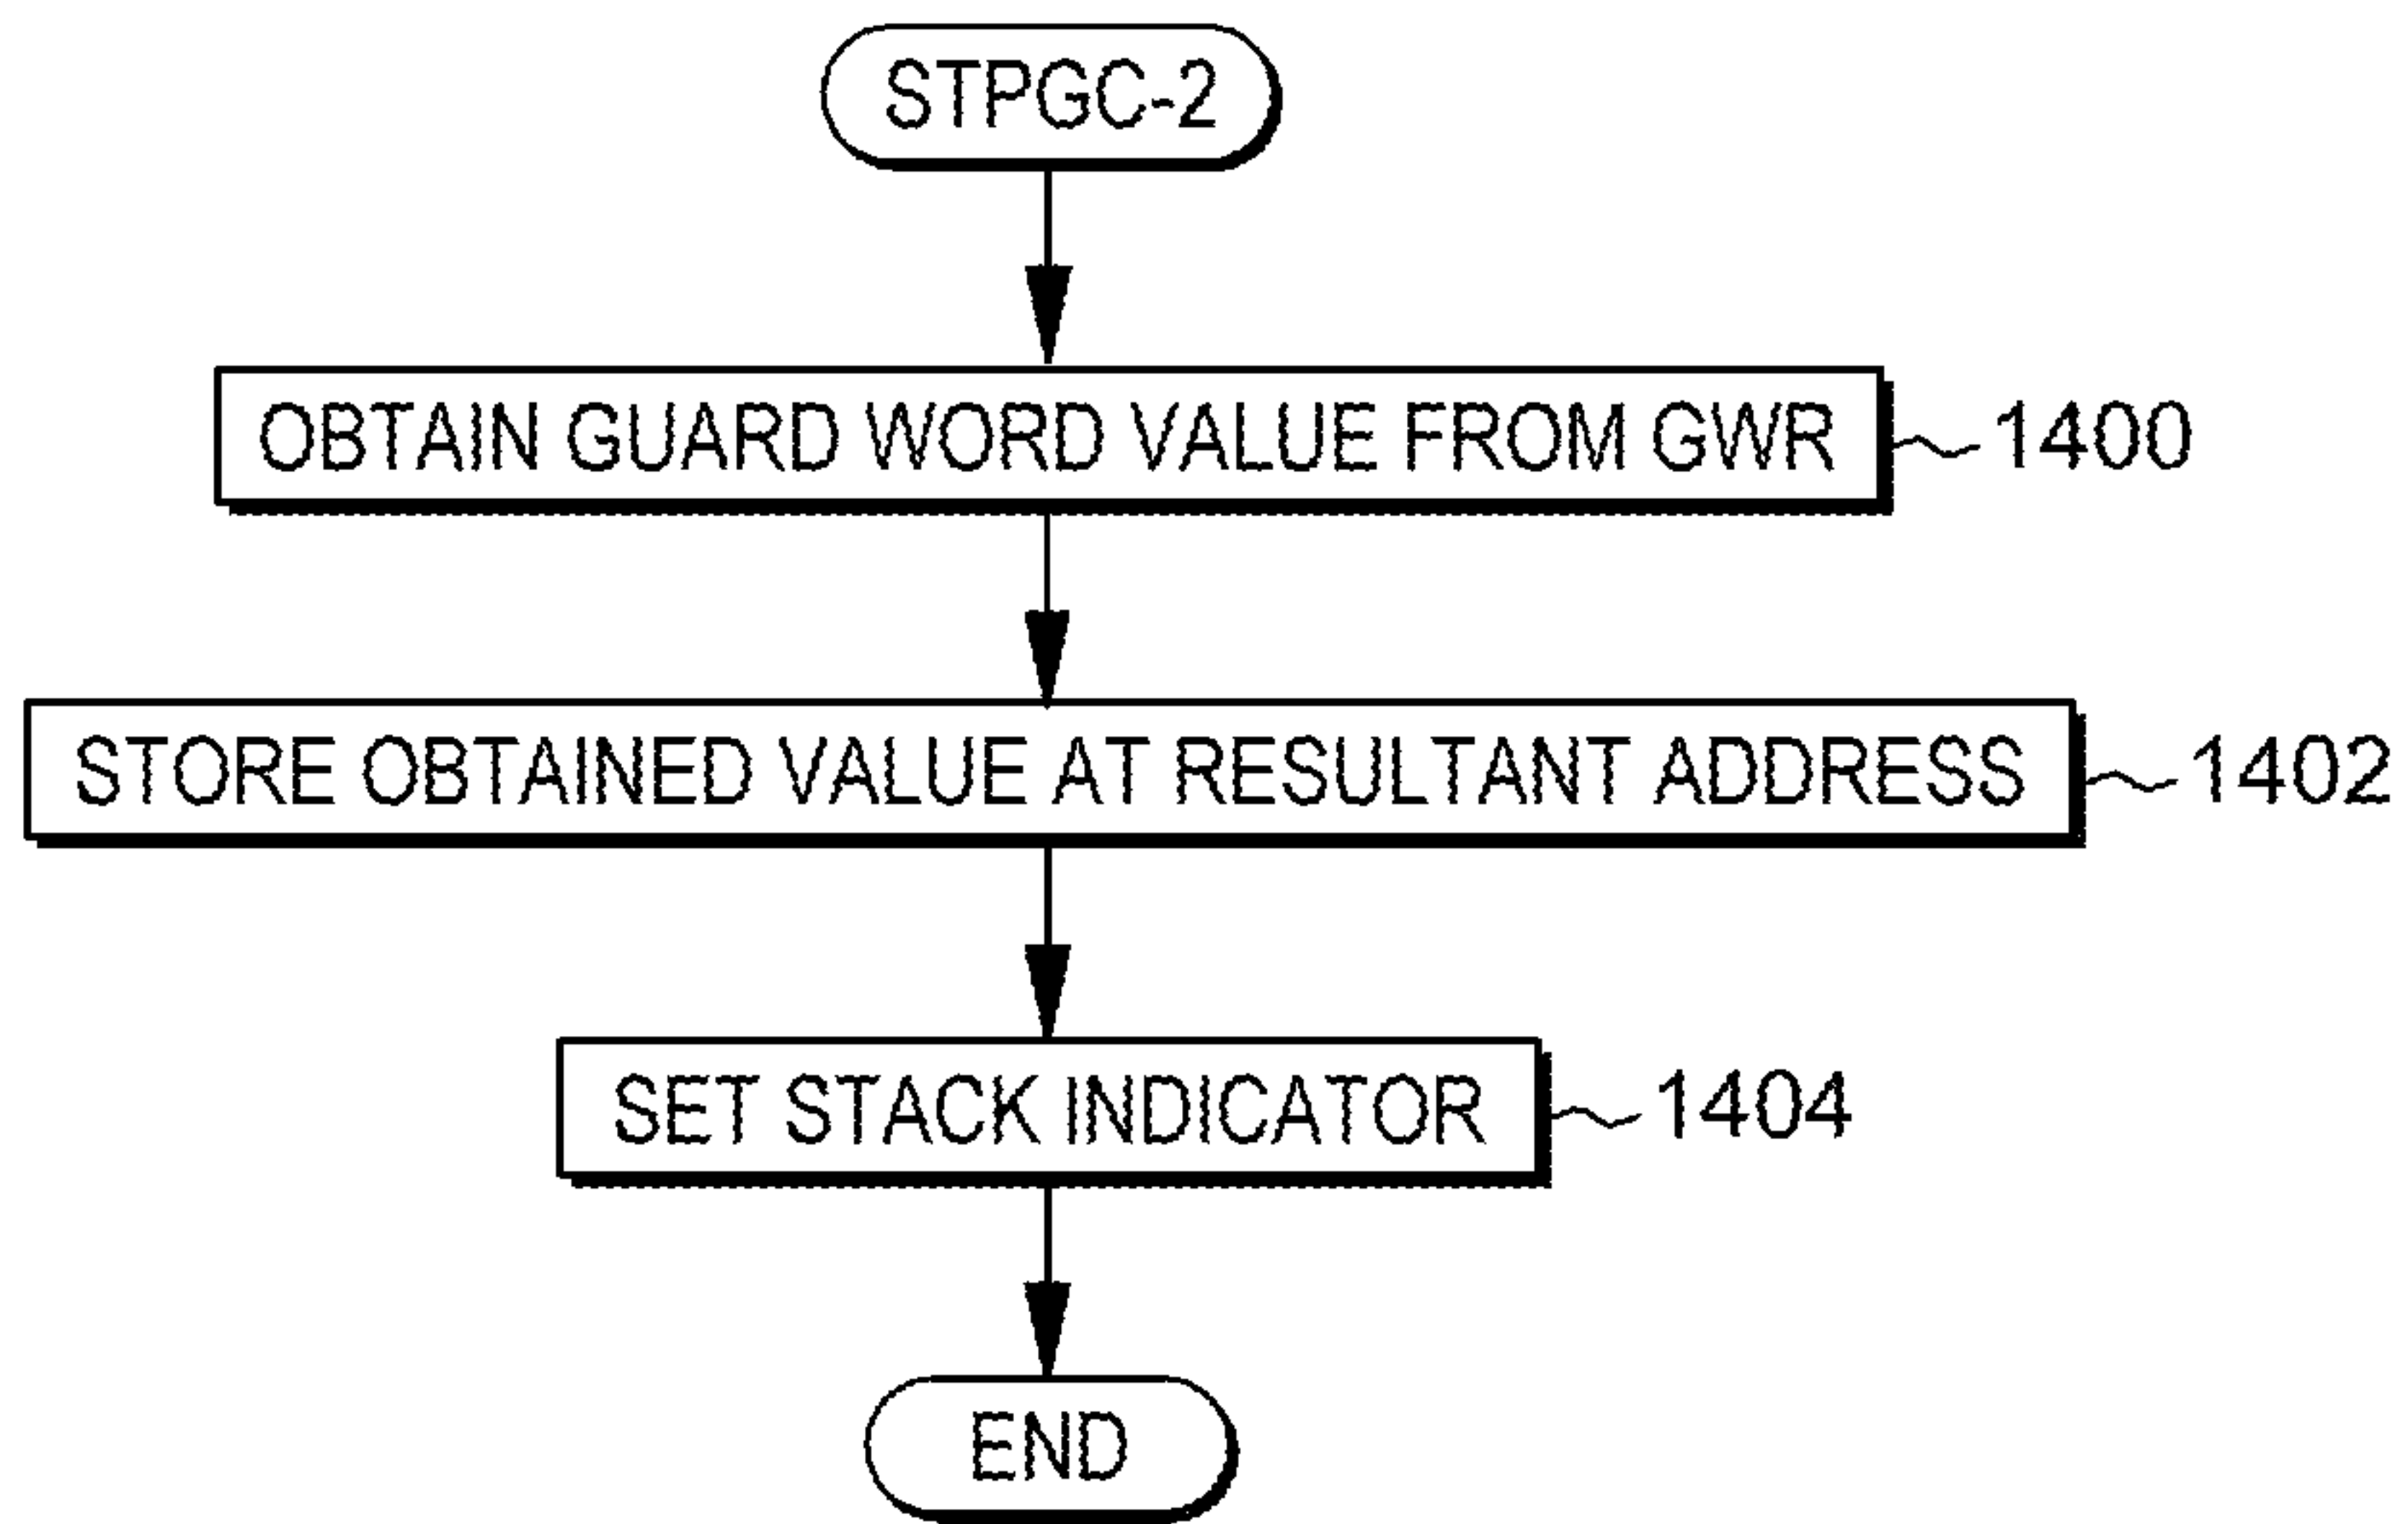 STPGC-2
OBTAIN GUARD WORD VALUE FROM GWR 1400
STORE OBTAINED VALUE AT RESULTANT ADDRESS 1402
SET STACK INDICATOR 1404
END